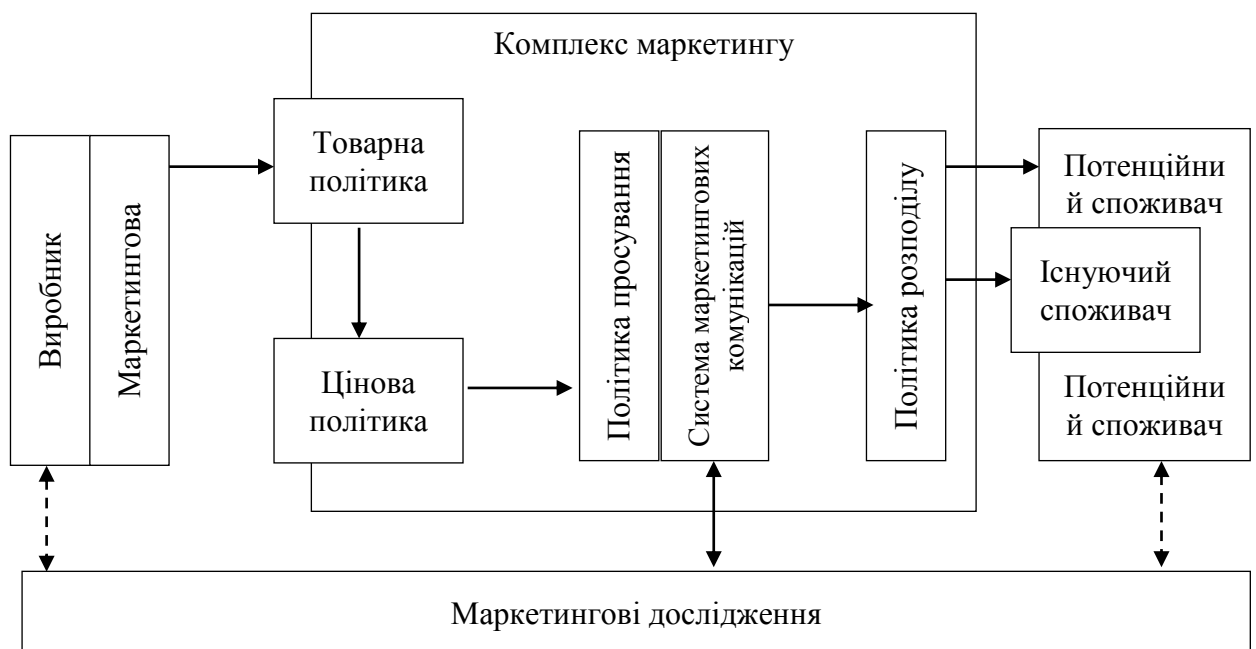 Комплекс маркетингу
Виробник
Маркетингова
Товарна
політика
Цінова
політика
Політика просування
Система маркетингових
комунікацій
Політика розподілу
Потенційни
й споживач
Існуючий
споживач
Потенційни
й споживач
Маркетингові дослідження